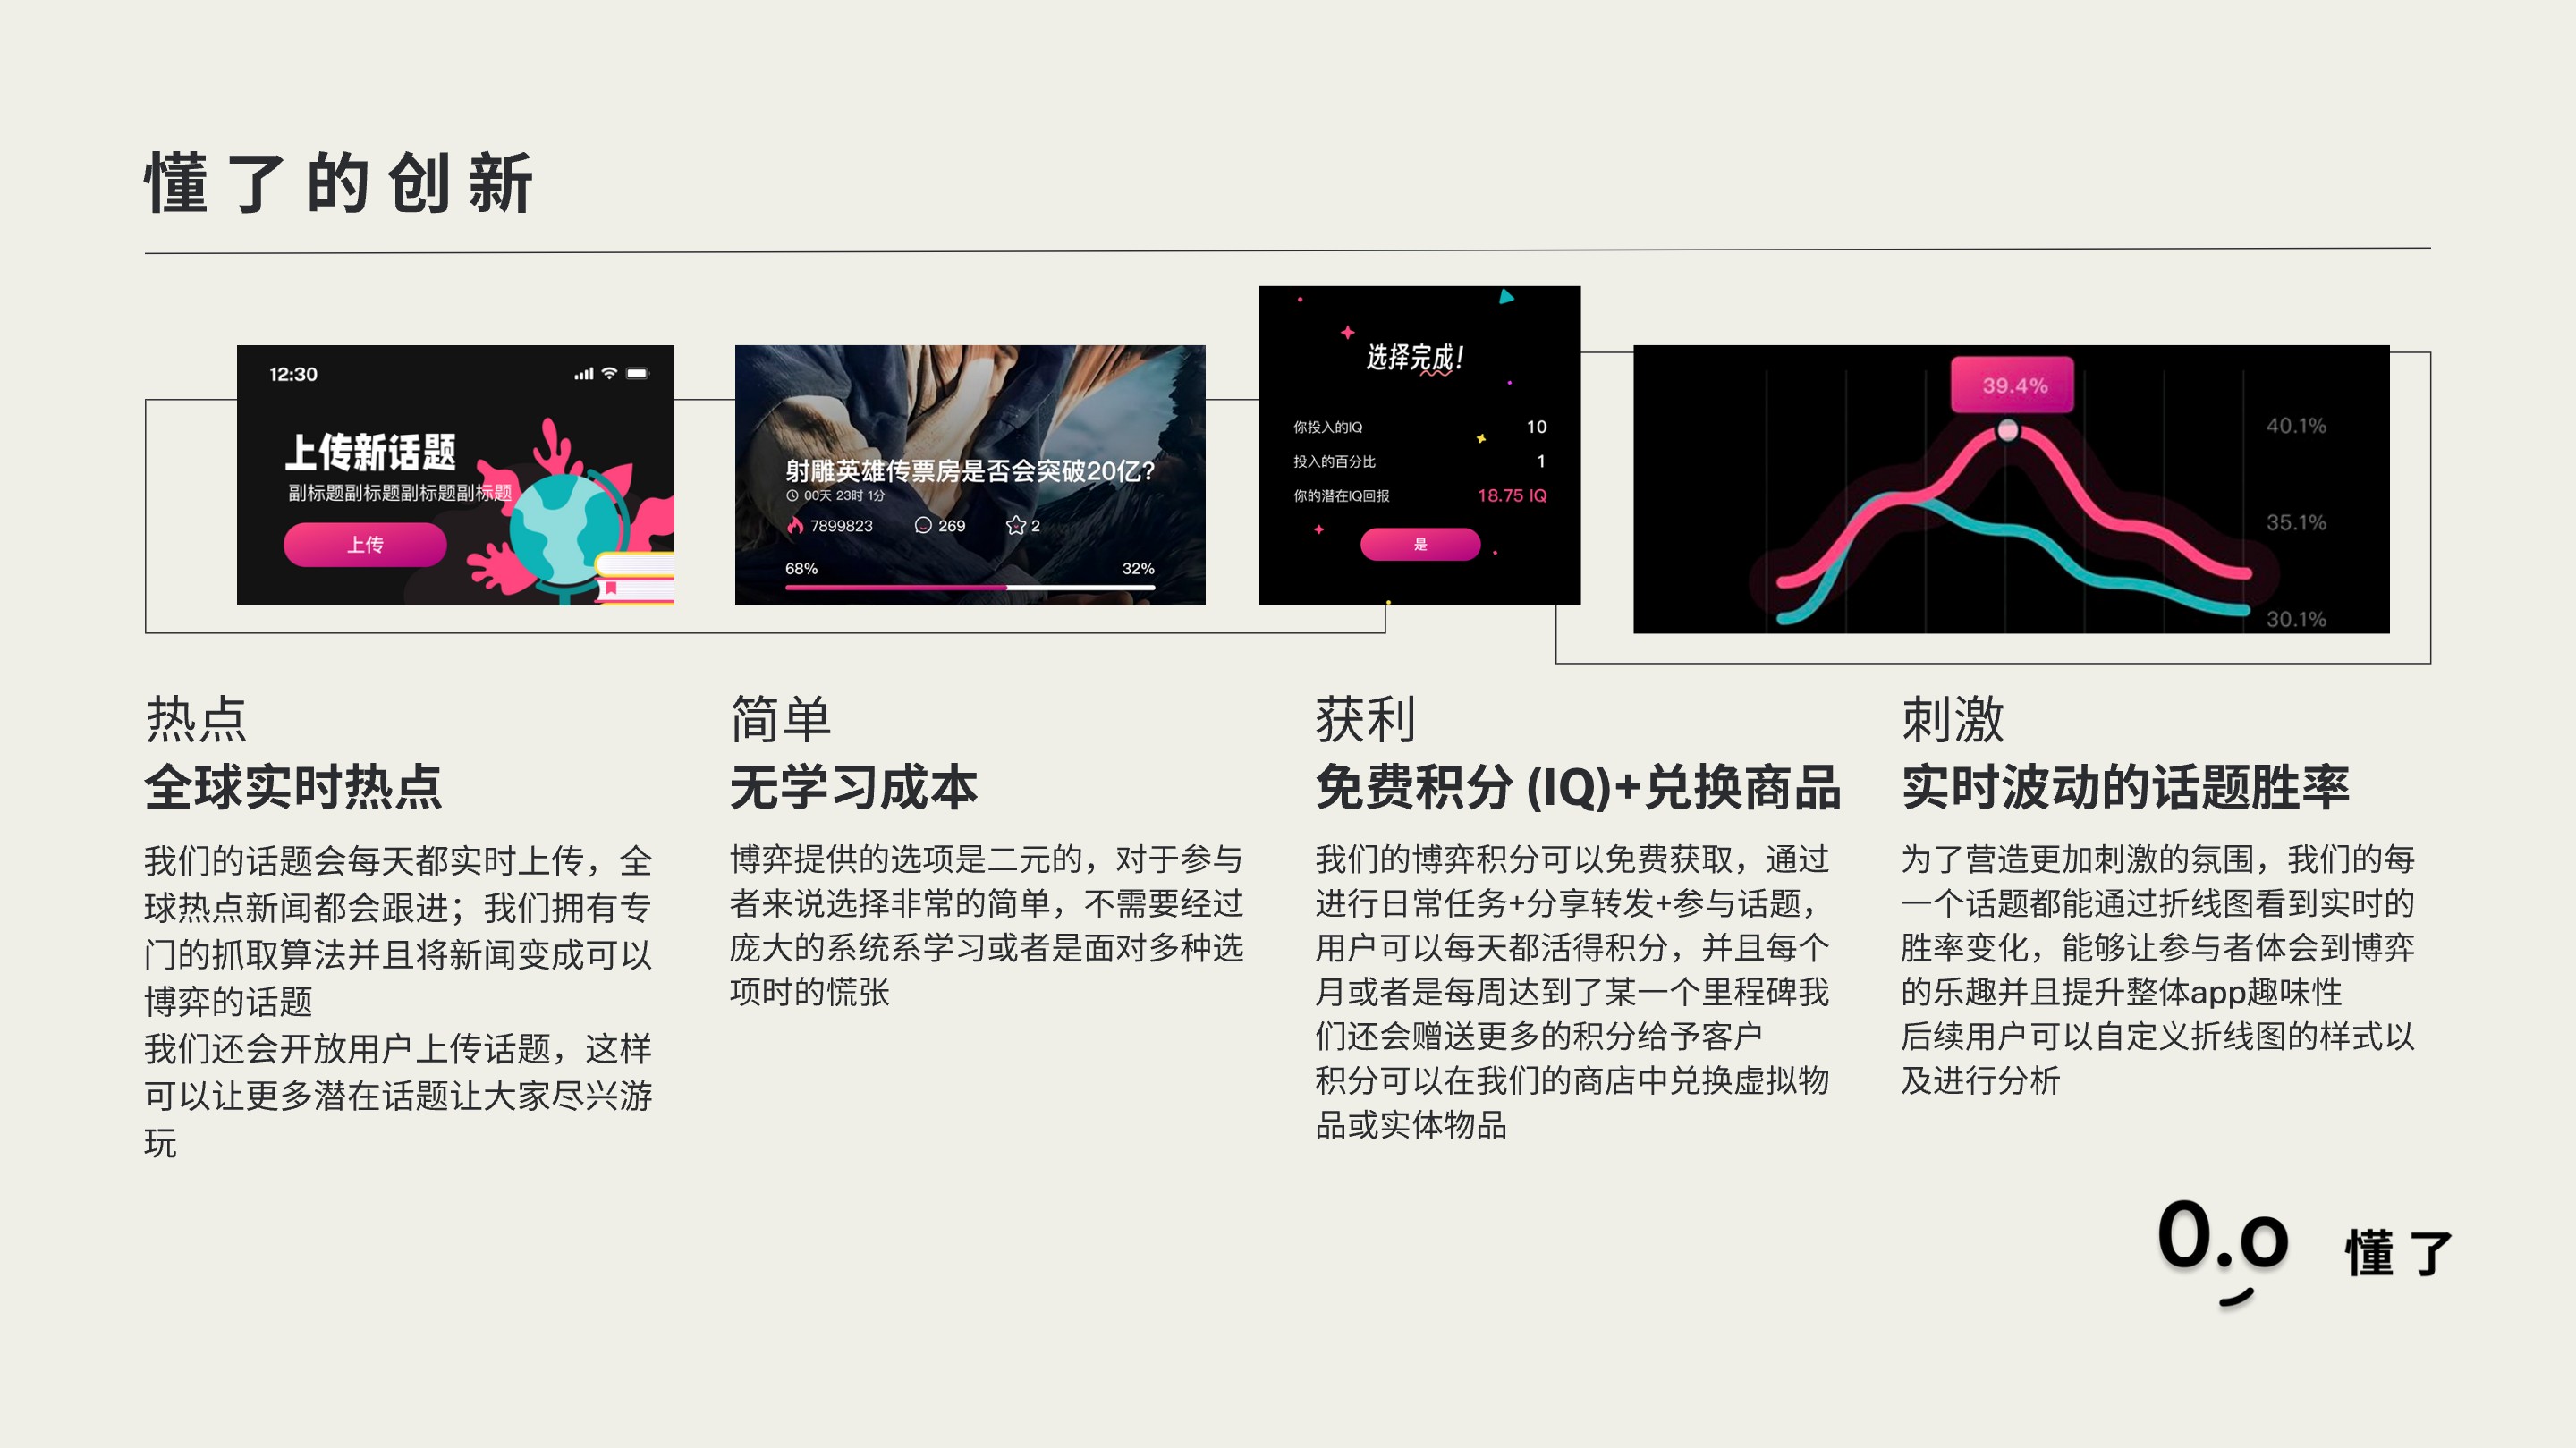 懂了的创新
12:30
上传新话题
副标题副标题副标题副标题
上传
射雕英雄传票房是否会突破20亿?
00天 23时 1分
7899823 269 2
68% 32%
选择完成!
你投入的IQ 10
投入的百分比 1
你的潜在IQ回报 18.75 IQ
是
39.4%
40.1%
35.1%
30.1%
热点
全球实时热点
我们的话题会每天都实时上传，全
球热点新闻都会跟进；我们拥有专
门的抓取算法并且将新闻变成可以
博弈的话题
我们还会开放用户上传话题，这样
可以让更多潜在话题让大家尽兴游
玩
简单
无学习成本
博弈提供的选项是二元的，对于参与
者来说选择非常的简单，不需要经过
庞大的系统系学习或者是面对多种选
项时的慌张
获利
免费积分 (IQ)+兑换商品
我们的博弈积分可以免费获取，通过
进行日常任务+分享转发+参与话题，
用户可以每天都活得积分，并且每个
月或者是每周达到了某一个里程碑我
们还会赠送更多的积分给予客户
积分可以在我们的商店中兑换虚拟物
品或实体物品
刺激
实时波动的话题胜率
为了营造更加刺激的氛围，我们的每
一个话题都能通过折线图看到实时的
胜率变化，能够让参与者体会到博弈
的乐趣并且提升整体app趣味性
后续用户可以自定义折线图的样式以
及进行分析
0.o 懂了